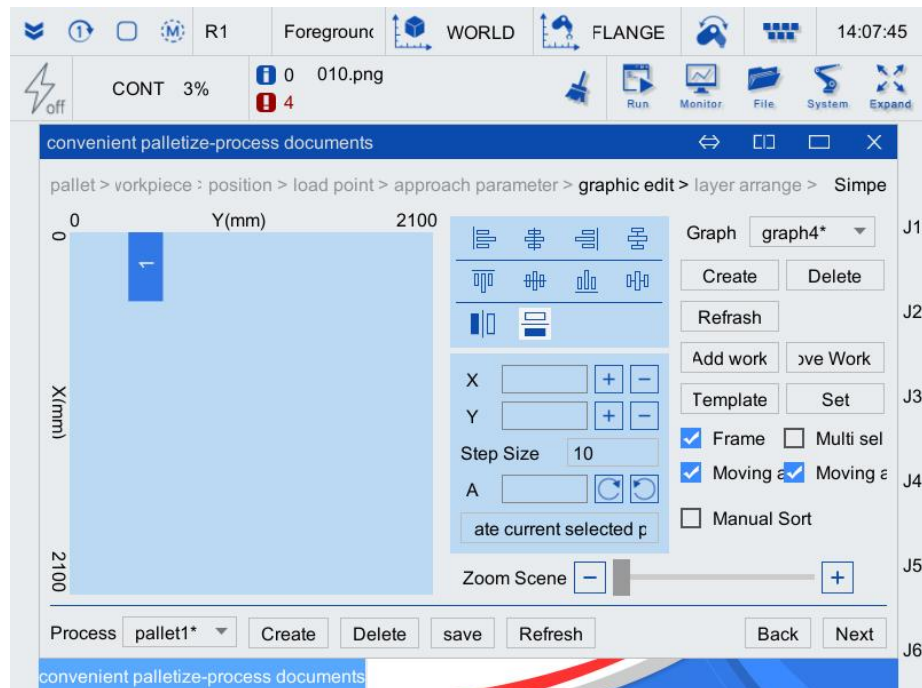 R1 Foregrounc WORLD FLANGE 14:07:45
off CONT 3% 0 010.png
4
Run Monitor File System Expand
convenient palletize-process documents
pallet > vorkpiece : position > load point > approach parameter > graphic edit > layer arrange > Simpe
0 Y(mm) 2100
0
1
X(mm)
2100
Graph graph4*
Create Delete
Refrash
Add work ove Work
Template Set
Frame Multi sel
Moving a Moving a
Manual Sort
X + −
Y + −
Step Size 10
A
ate current selected p
Zoom Scene − +
Process pallet1* Create Delete save Refresh Back Next
convenient palletize-process documents
J1
J2
J3
J4
J5
J6